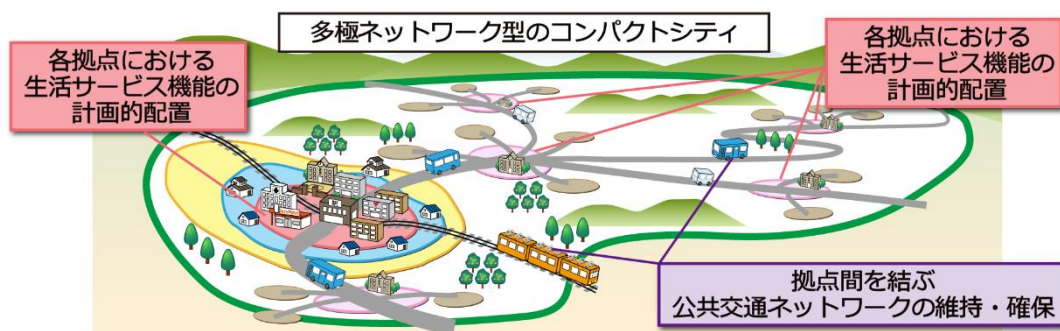 多極ネットワーク型のコンパクトシティ
各拠点における
生活サービス機能の
計画的配置
各拠点における
生活サービス機能の
計画的配置
拠点間を結ぶ
公共交通ネットワークの維持・確保